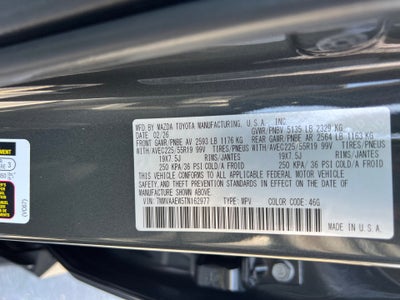 MFD BY MAZDA TOYOTA MANUFACTURING, U.S.A., INC.
DATE: 02/26 GVWR/PNBV 5135 LB 2329 KG
FRONT GAWR/PNBE AV 2593 LB 1176 KG REAR GAWR/PNBE AR 2564 LB 1163 KG
WITH/AVEC225/55R19 99V TIRES/PNEUS WITH/AVEC225/55R19 99V TIRES/PNEUS
19X7.5J RIMS/JANTES 19X7.5J RIMS/JANTES
250 KPA/ 36 PSI COLD/A FROID 250 KPA/ 36 PSI COLD/A FROID
THIS VEHICLE CONFORMS TO ALL APPLICABLE FEDERAL MOTOR VEHICLE
SAFETY AND THEFT PREVENTION STANDARDS IN EFFECT ON THE DATE OF
MANUFACTURE SHOWN ABOVE.
VIN: TYPE: MPV COLOR CODE: 46G
(VC67)
3